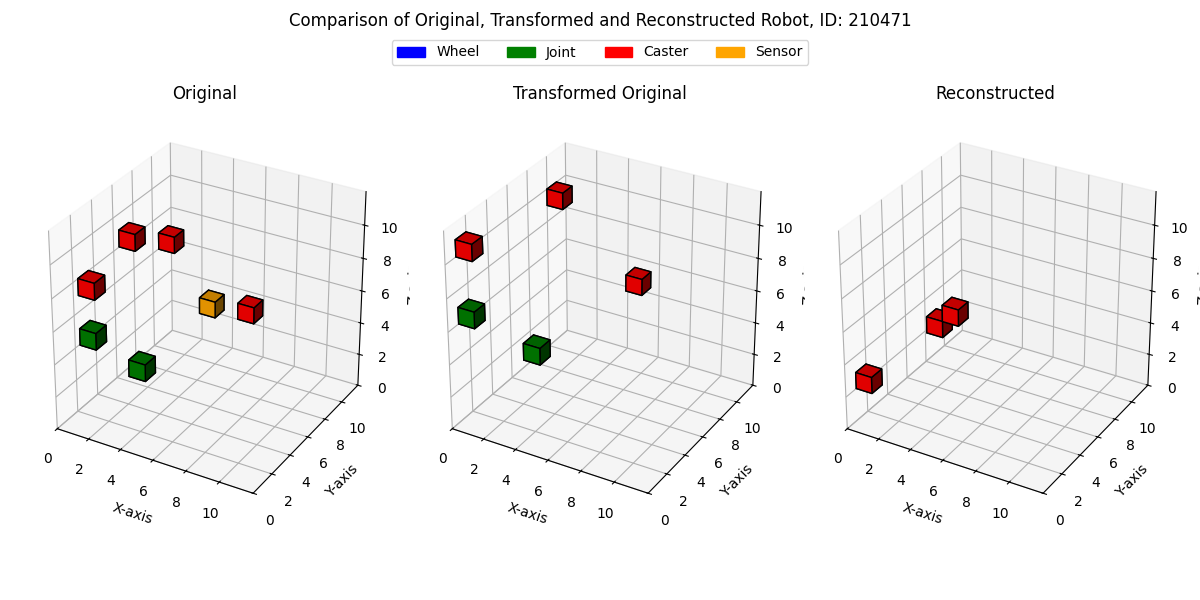 Comparison of Original, Transformed and Reconstructed Robot, ID: 210471
Wheel Joint Caster Sensor
Original
Transformed Original
Reconstructed
0 2 4 6 8 10
X-axis
0 2 4 6 8 10
Y-axis
0 2 4 6 8 10
0 2 4 6 8 10
X-axis
0 2 4 6 8 10
Y-axis
0 2 4 6 8 10
0 2 4 6 8 10
X-axis
0 2 4 6 8 10
Y-axis
0 2 4 6 8 10